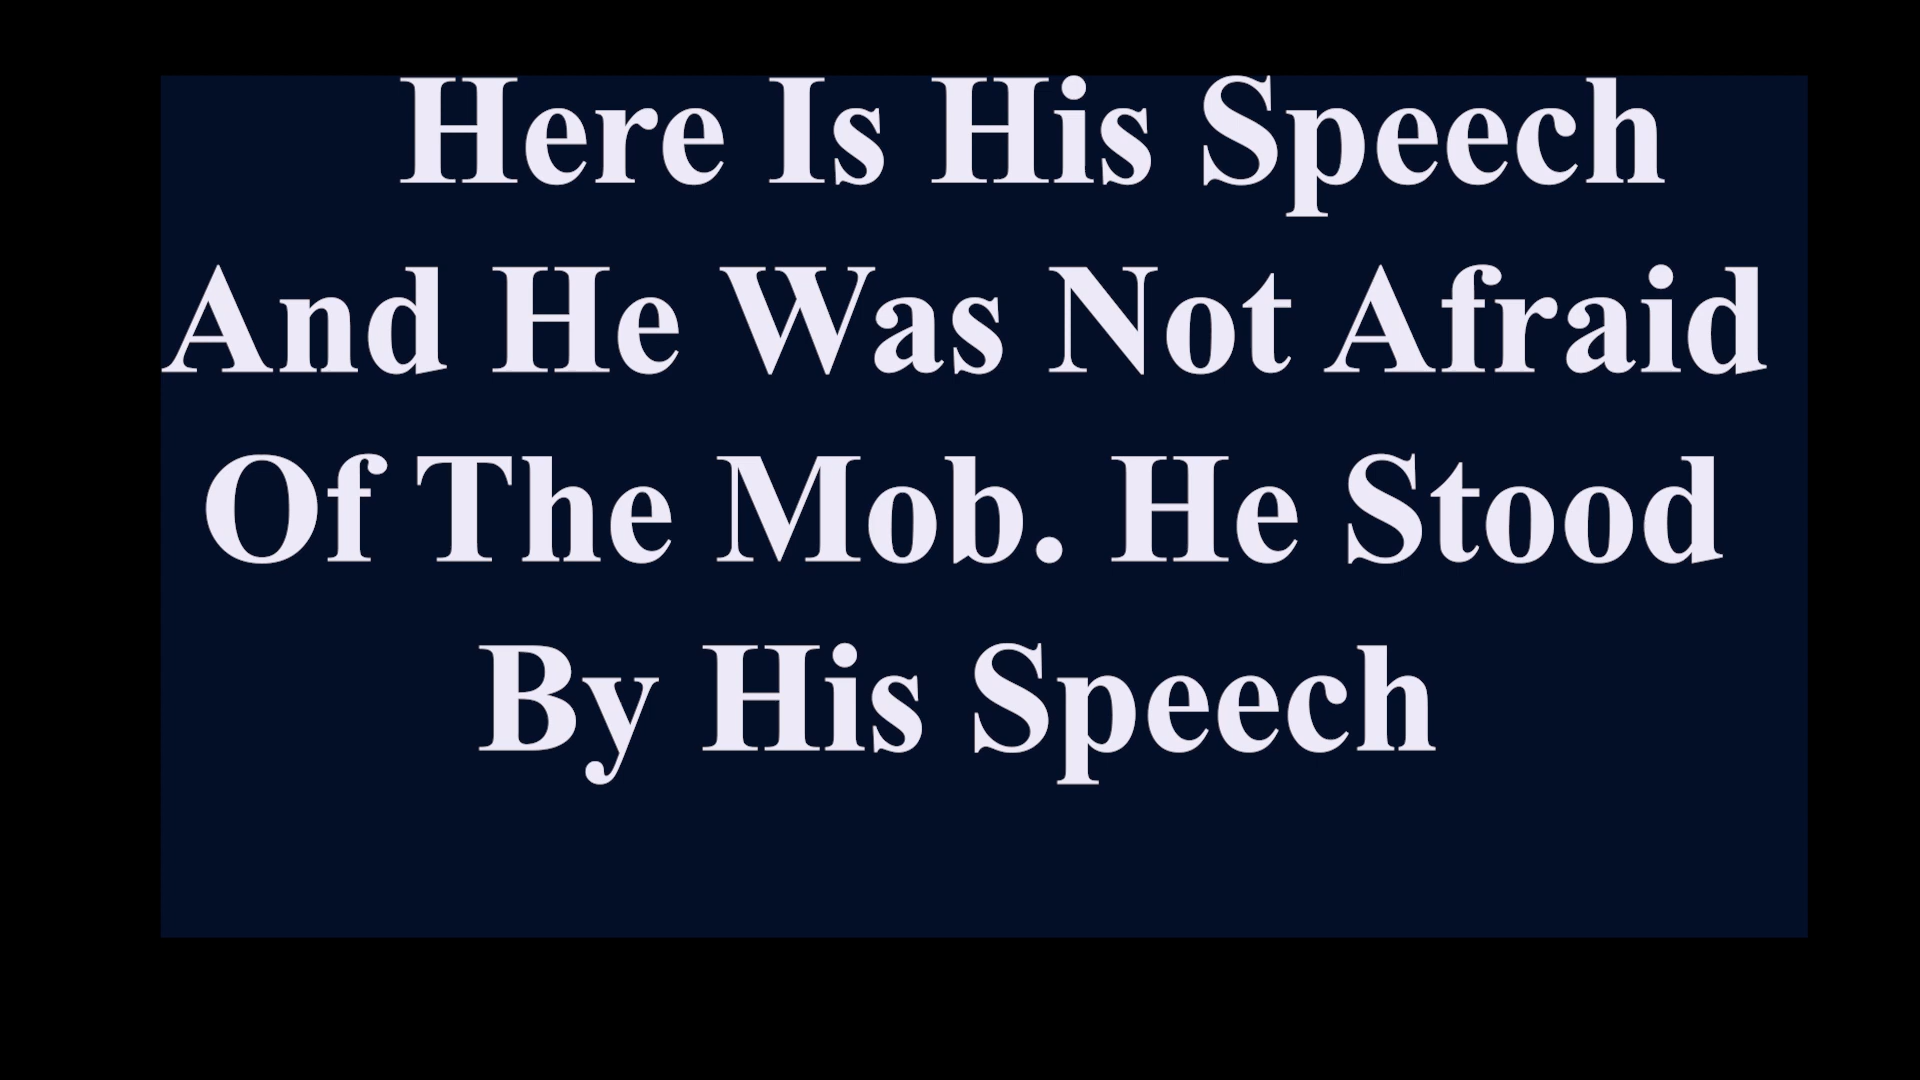 Here Is His Speech
And He Was Not Afraid
Of The Mob. He Stood
By His Speech